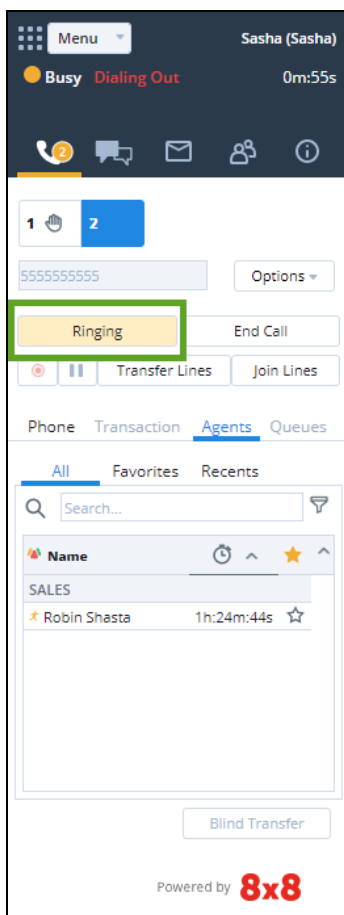 Menu Sasha (Sasha)
Busy Dialing Out 0m:55s
2
1 2
5555555555 Options
Ringing End Call
Transfer Lines Join Lines
Phone Transaction Agents Queues
All Favorites Recents
Search...
Name
SALES
Robin Shasta 1h:24m:44s
Blind Transfer
Powered by 8x8